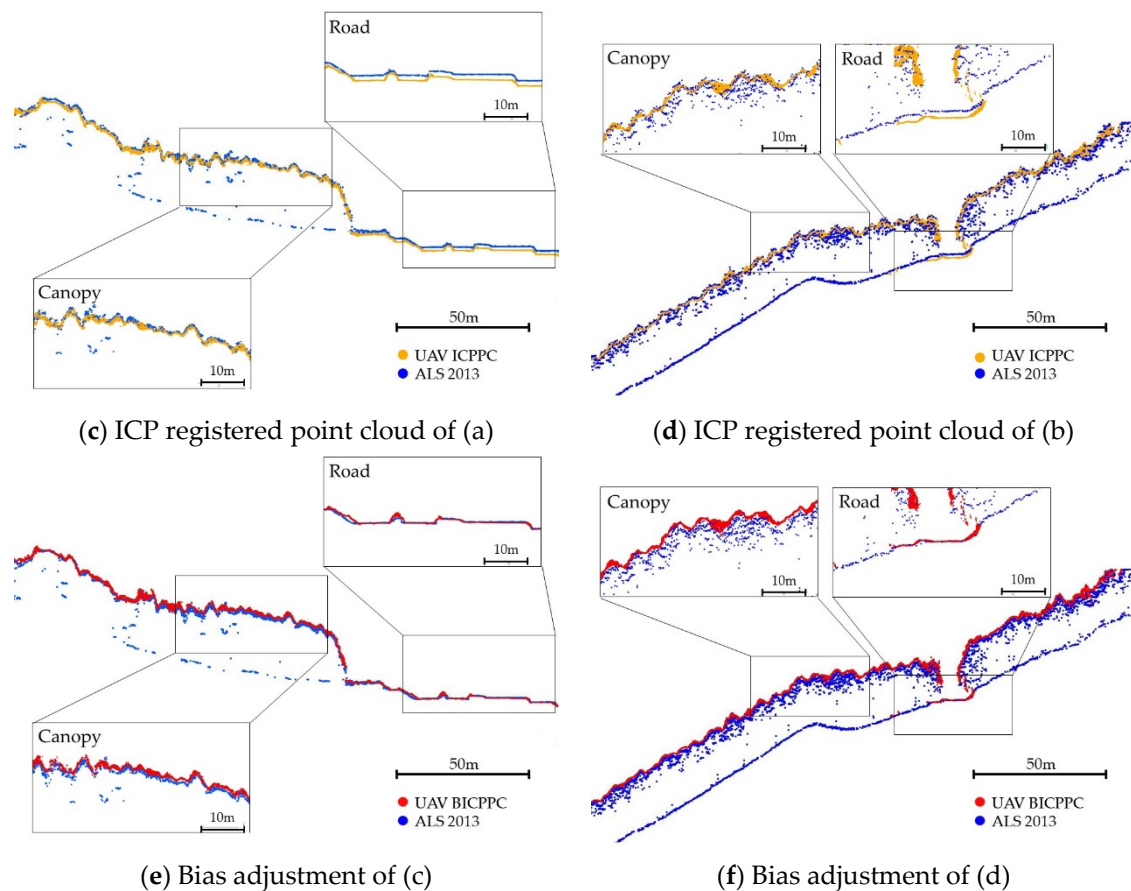 Road
10m
Canopy
10m
50m
UAV ICPPC
ALS 2013
(c) ICP registered point cloud of (a)
Canopy
10m
Road
10m
50m
UAV ICPPC
ALS 2013
(d) ICP registered point cloud of (b)
Road
10m
Canopy
10m
50m
UAV BICPPC
ALS 2013
(e) Bias adjustment of (c)
Canopy
10m
Road
10m
50m
UAV BICPPC
ALS 2013
(f) Bias adjustment of (d)